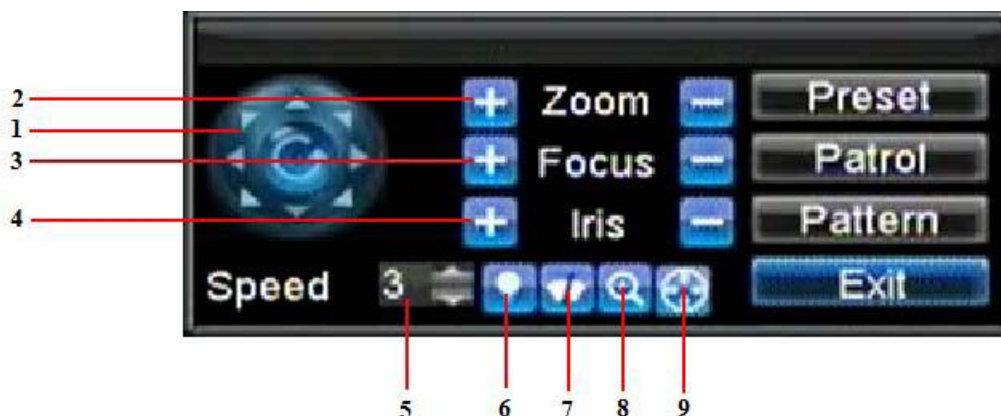 2
1
3
4
Zoom
Focus
Iris
Preset
Patrol
Pattern
Speed 3
Exit
5 6 7 8 9